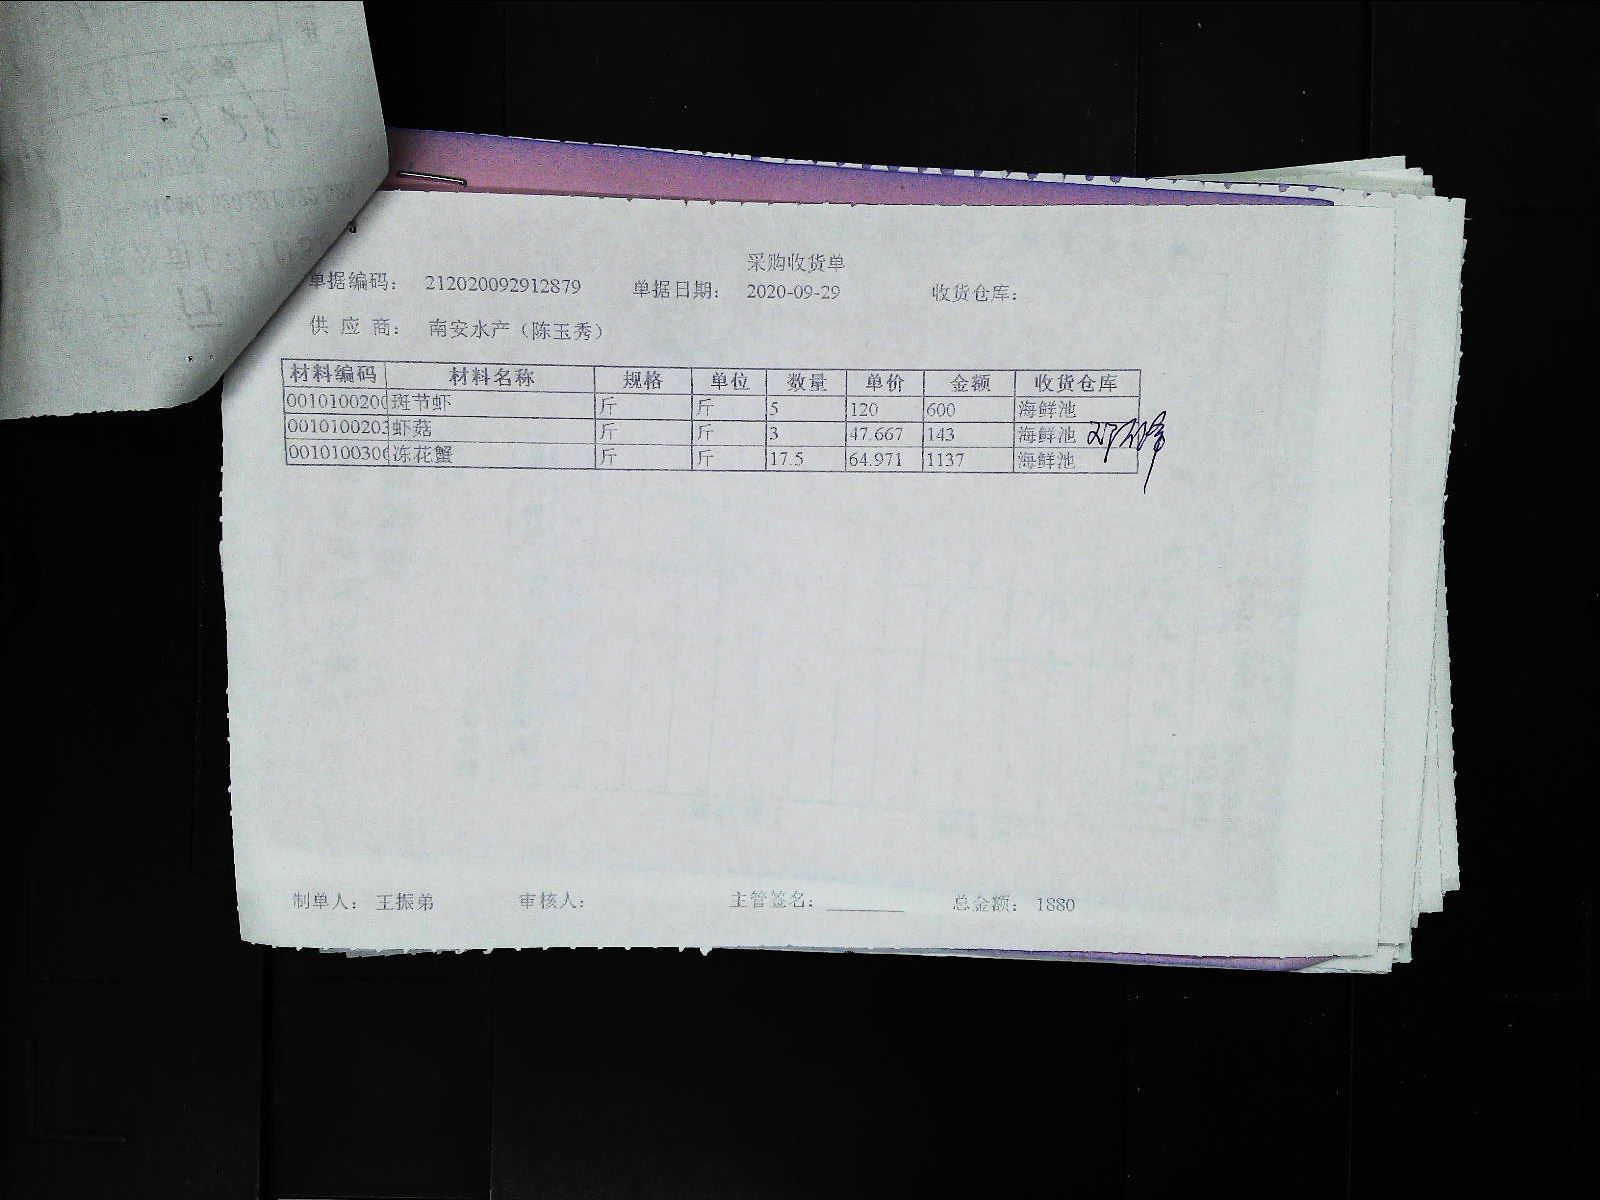 采购收货单
单据编码： 212020092912879 单据日期： 2020-09-29 收货仓库：
供 应 商： 南安水产（陈玉秀）
材料编码 材料名称 规格 单位 数量 单价 金额 收货仓库
0010100200 斑节虾 斤 斤 5 120 600 海鲜池
0010100203 虾菇 斤 斤 3 47.667 143 海鲜池
0010100300 冻花蟹 斤 斤 17.5 64.971 1137 海鲜池
制单人： 王振弟 审核人： 主管签名： 总金额： 1880